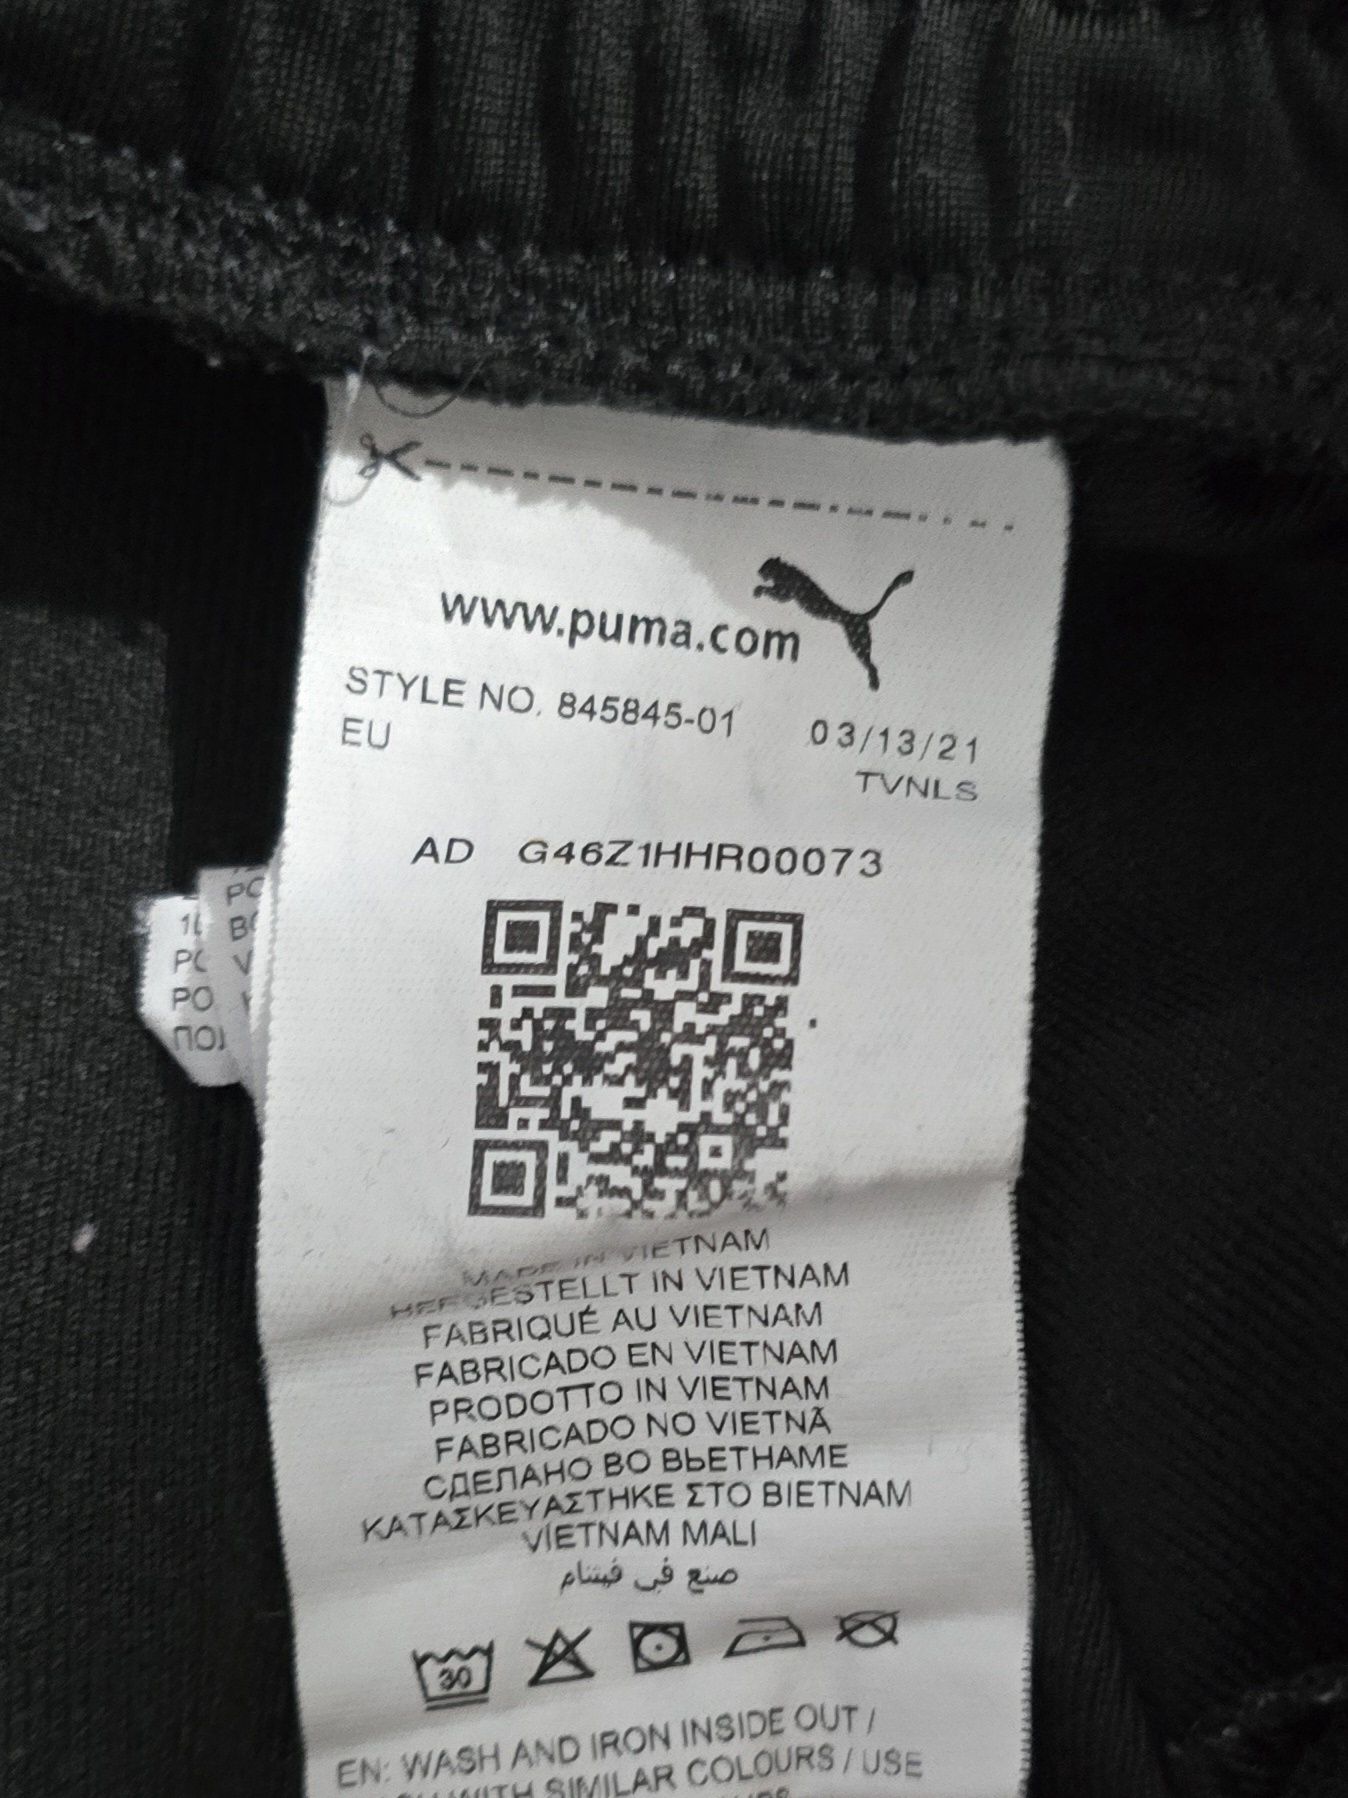 www.puma.com
STYLE NO. 845845-01 03/13/21
EU TVNLS
AD G46Z1HHR00073
MADE IN VIETNAM
HERGESTELLT IN VIETNAM
FABRIQUÉ AU VIETNAM
FABRICADO EN VIETNAM
PRODOTTO IN VIETNAM
FABRICADO NO VIETNÃ
СДЕЛАНО ВО ВЬЕТНАМЕ
ΚΑΤΑΣΚΕΥΑΣΤΗΚΕ ΣΤΟ ΒΙΕΤΝΑΜ
VIETNAM MALI
صنع في فيتنام
30
EN: WASH AND IRON INSIDE OUT /
WITH SIMILAR COLOURS / USE